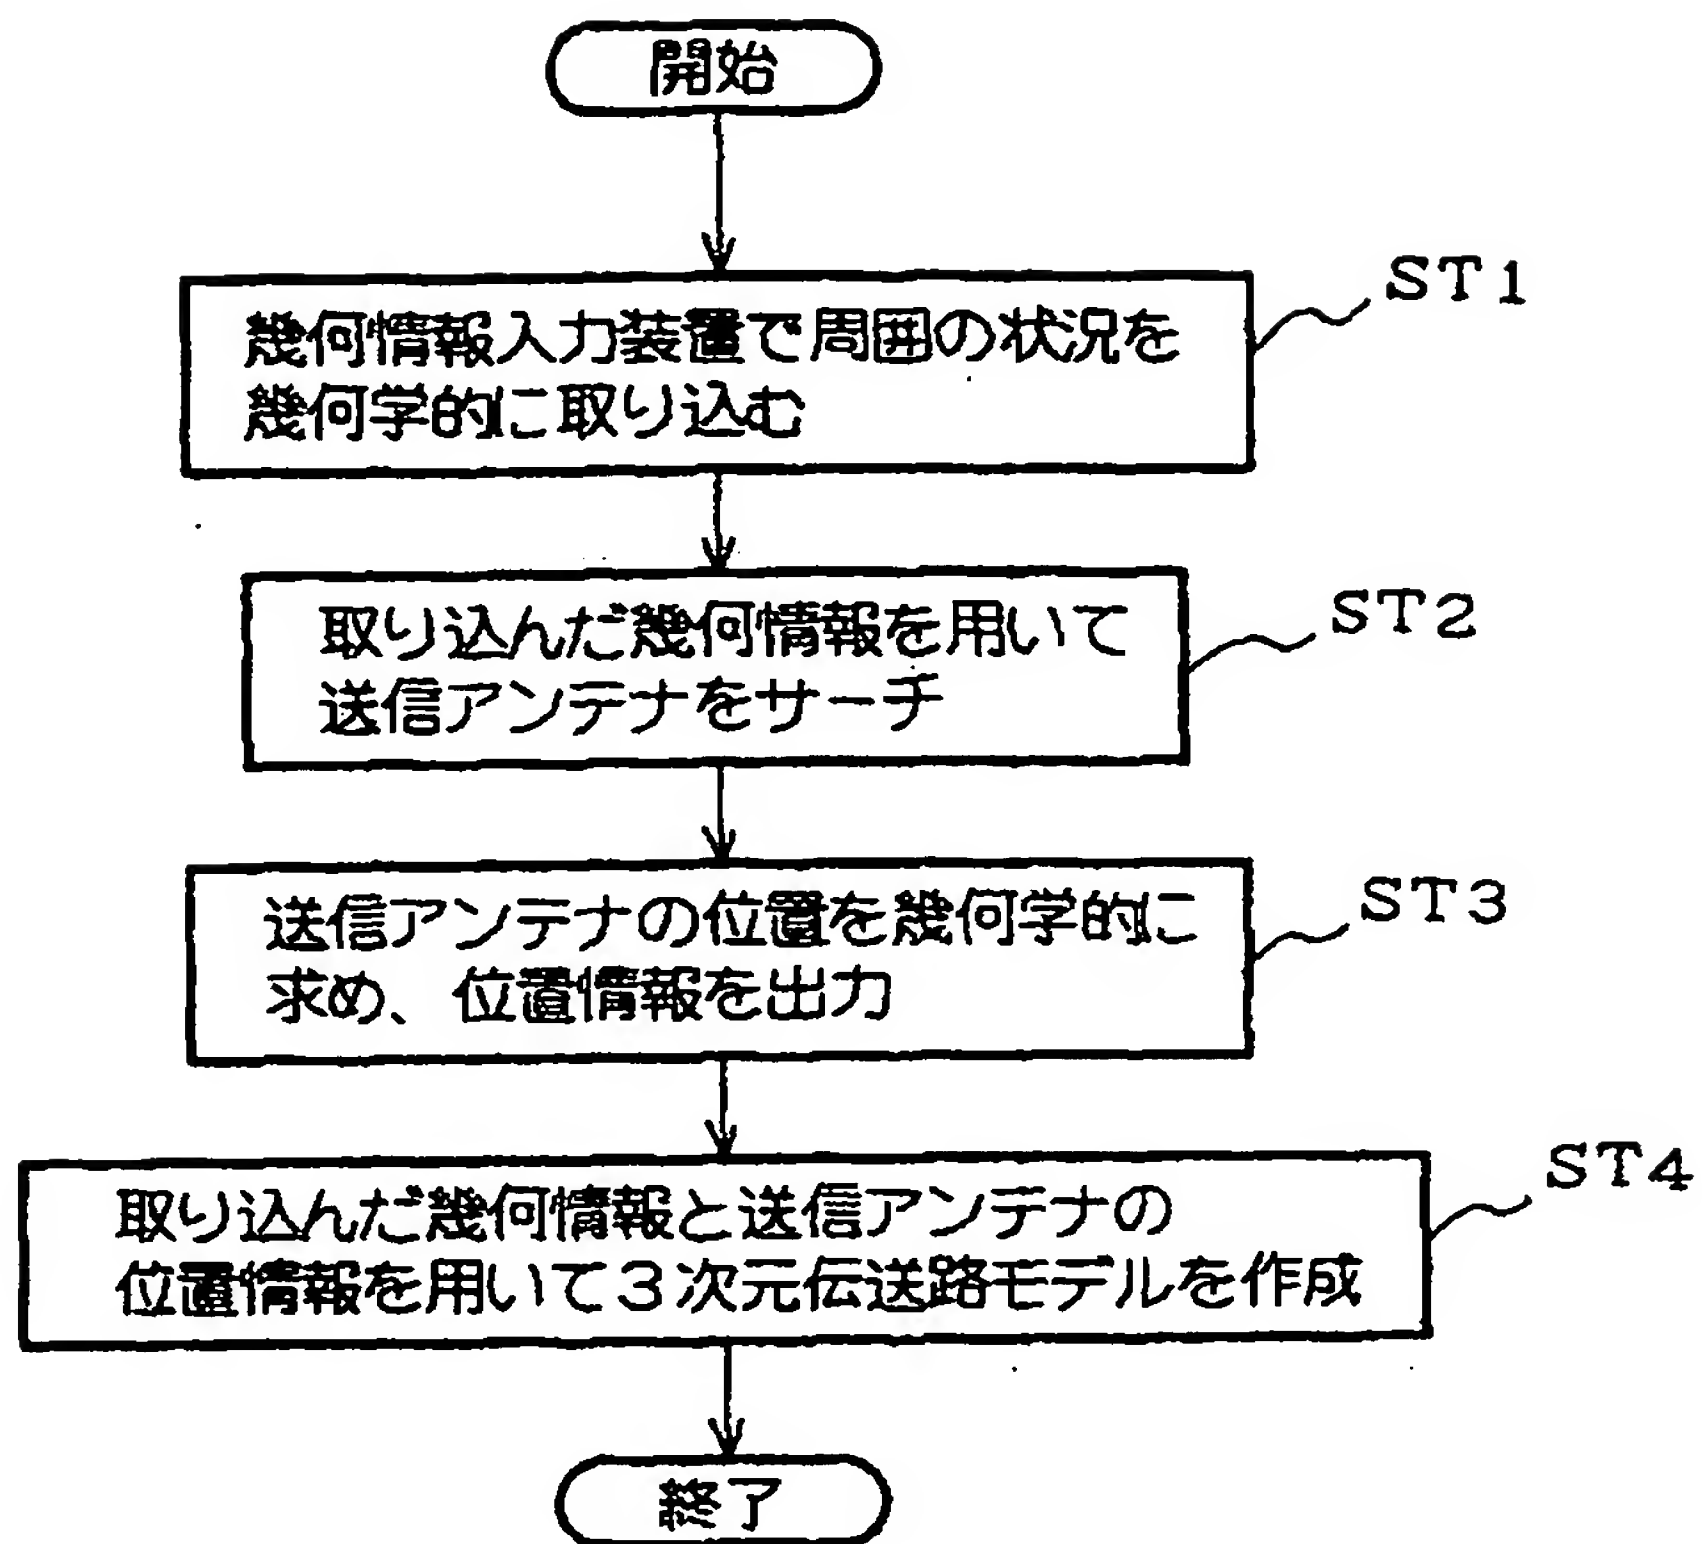 開始
ST1
幾何情報入力装置で周囲の状況を
幾何学的に取り込む
ST2
取り込んだ幾何情報を用いて
送信アンテナをサーチ
ST3
送信アンテナの位置を幾何学的に
求め、位置情報を出力
ST4
取り込んだ幾何情報と送信アンテナの
位置情報を用いて3次元伝送路モデルを作成
終了